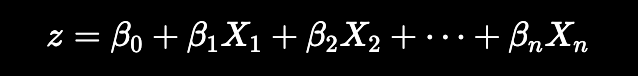 z = β₀ + β₁X₁ + β₂X₂ + ⋯ + βₙXₙ